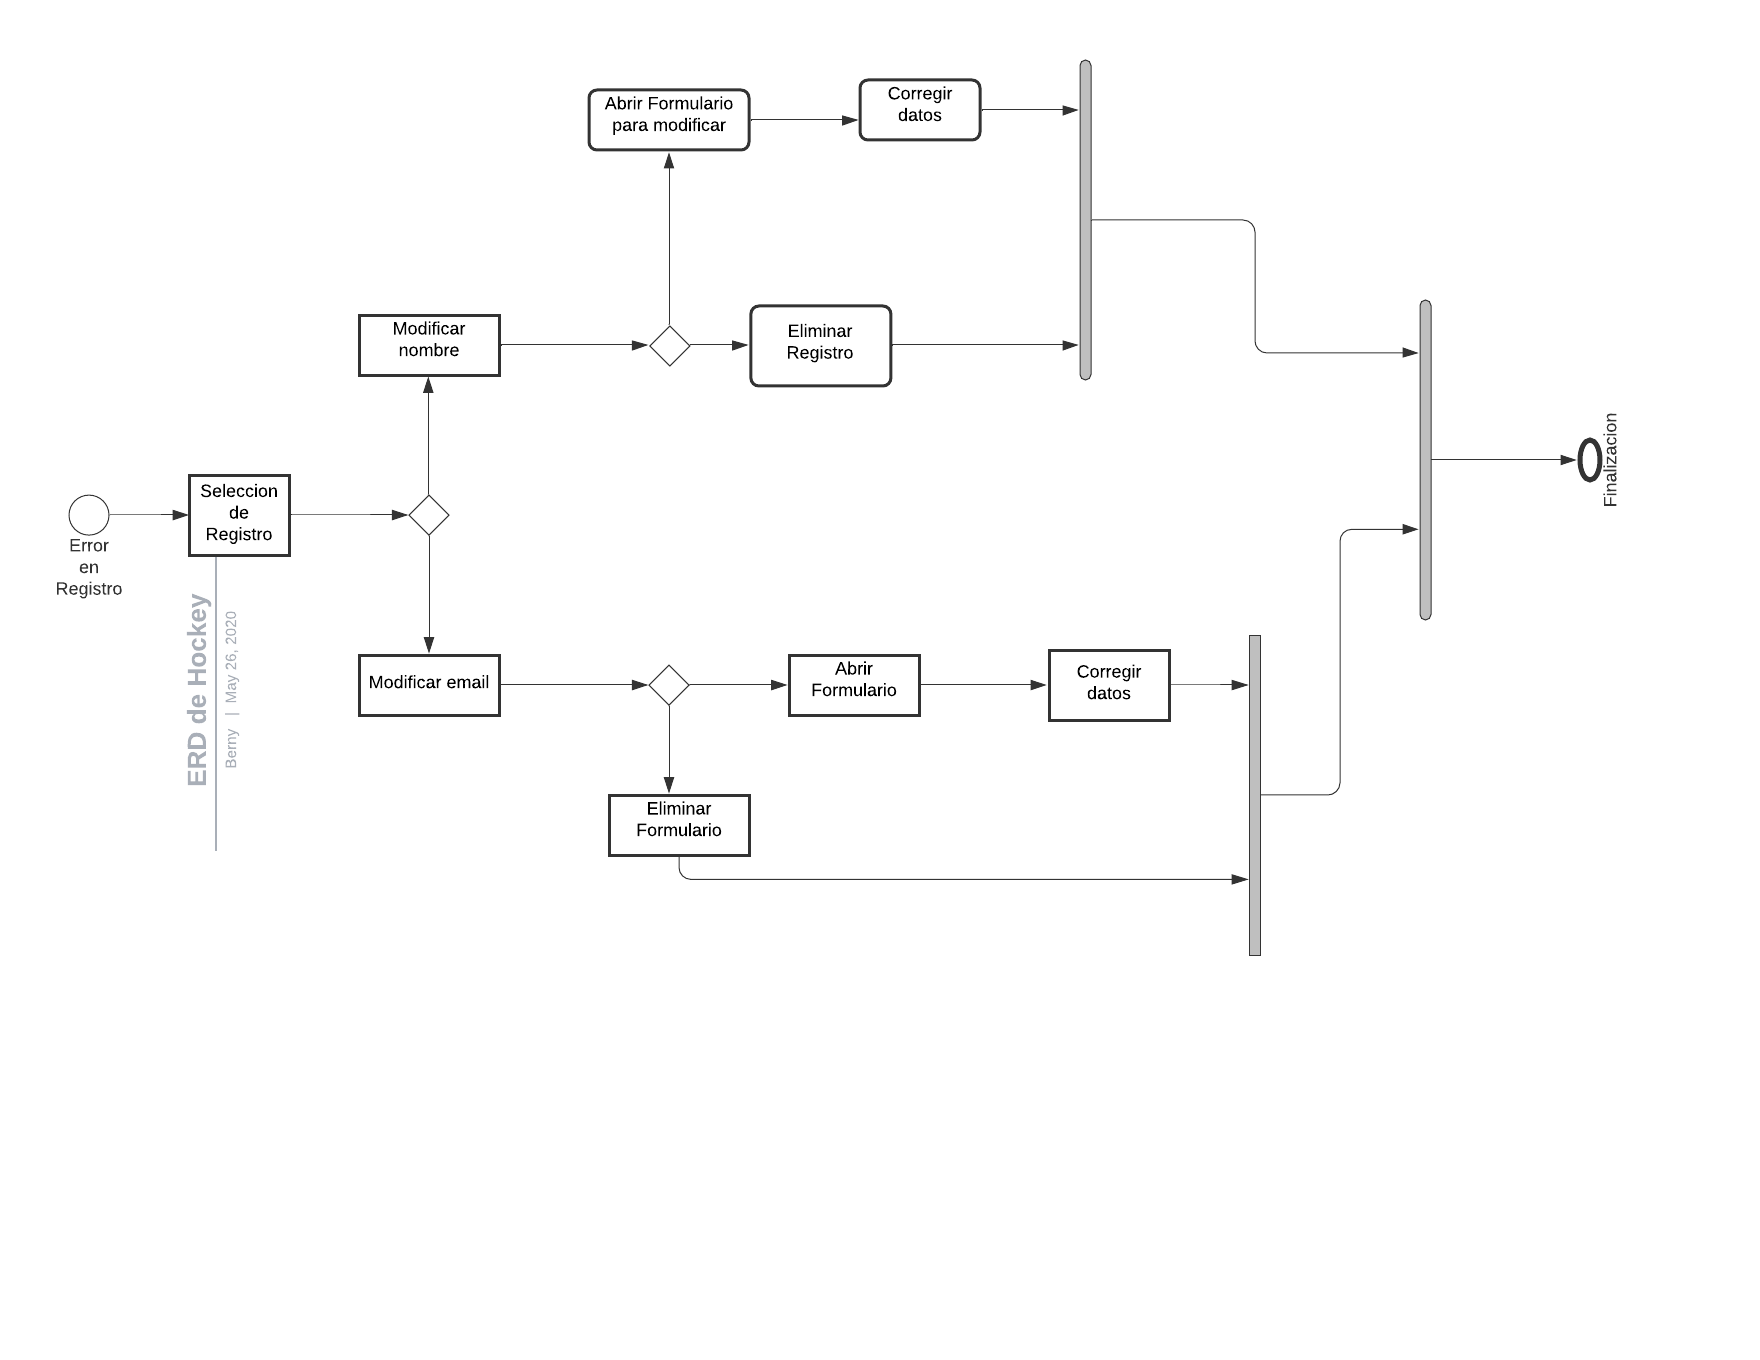 Abrir Formulario
para modificar
Corregir
datos
Modificar
nombre
Eliminar
Registro
Seleccion
de
Registro
Error
en
Registro
Finalizacion
ERD de Hockey
Berny | May 26, 2020
Modificar email
Abrir
Formulario
Corregir
datos
Eliminar
Formulario